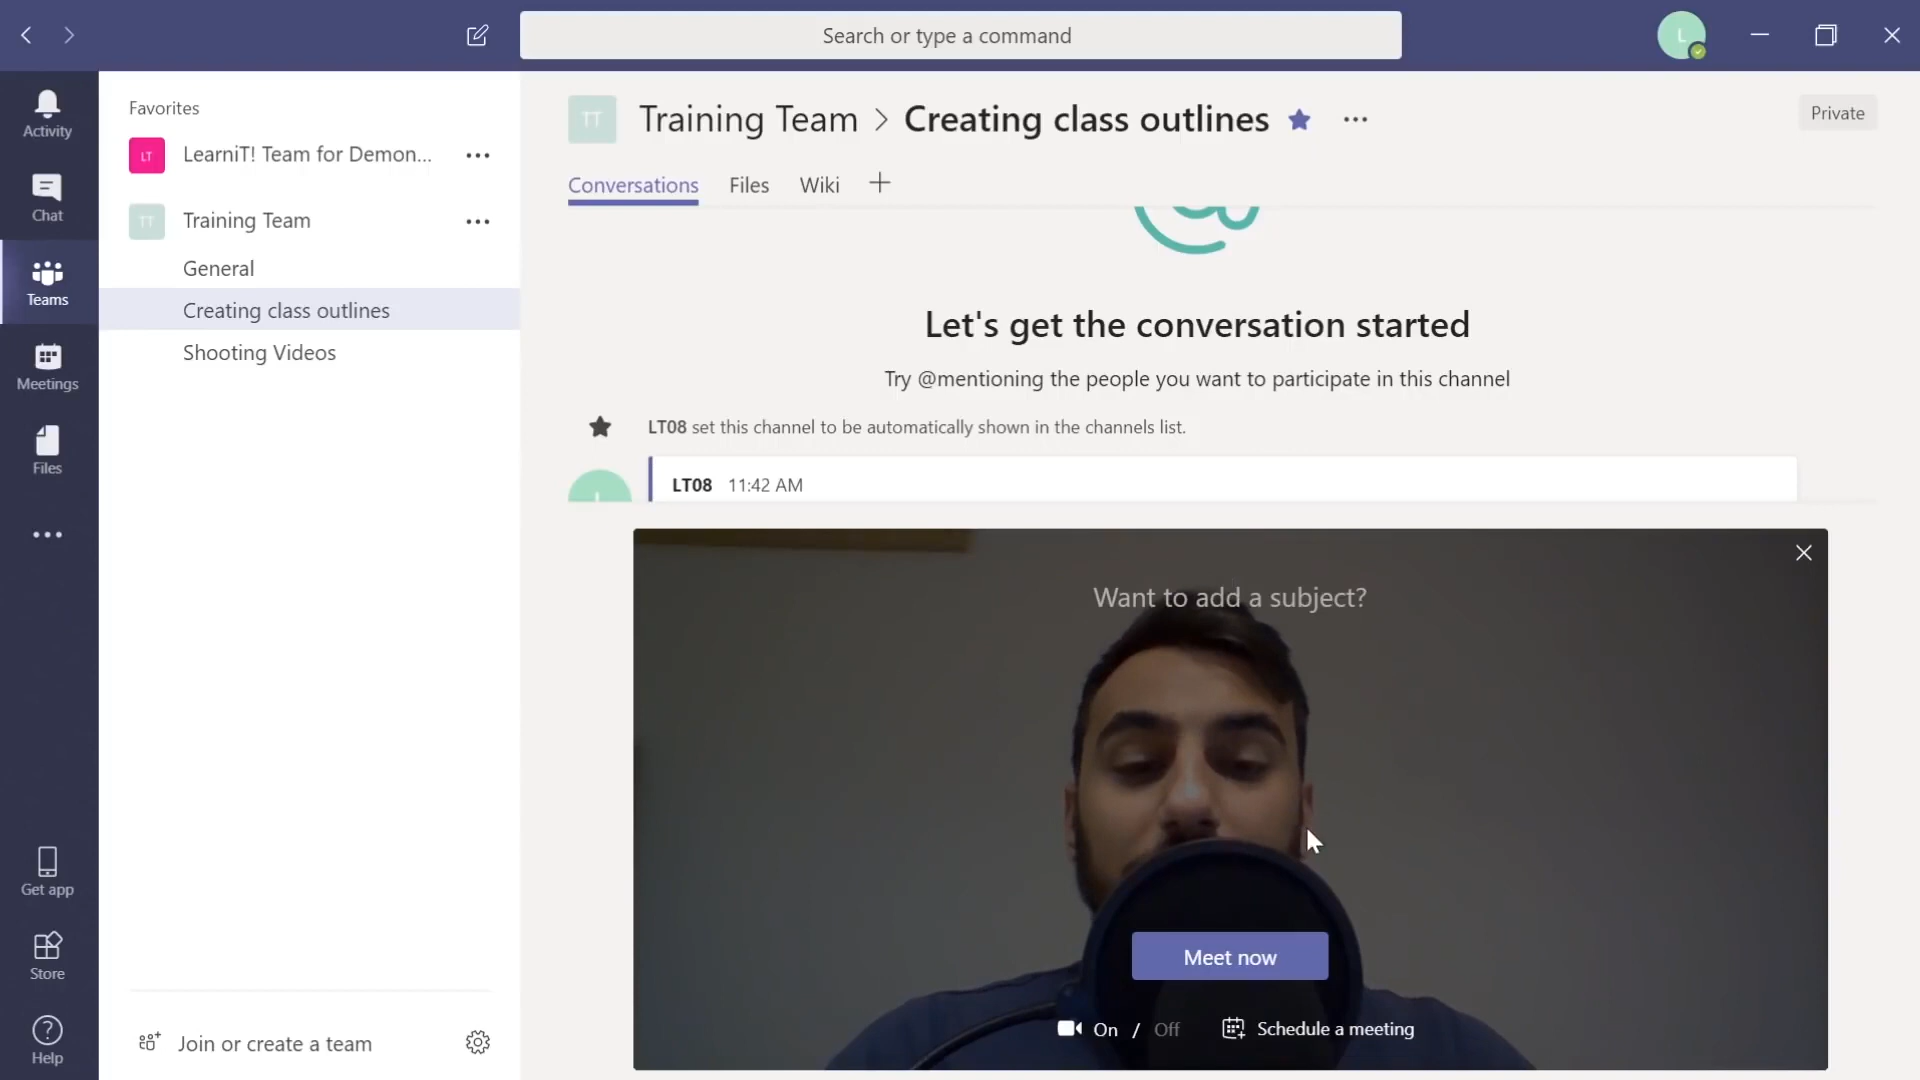 Search or type a command
L
Activity
Chat
Teams
Meetings
Files
Get app
Store
Help
Favorites
LT
LearniT! Team for Demon...
TT
Training Team
General
Creating class outlines
Shooting Videos
Join or create a team
TT
Training Team > Creating class outlines
Private
Conversations
Files
Wiki
Let's get the conversation started
Try @mentioning the people you want to participate in this channel
LT08 set this channel to be automatically shown in the channels list.
LT08 11:42 AM
Want to add a subject?
Meet now
On / Off
Schedule a meeting